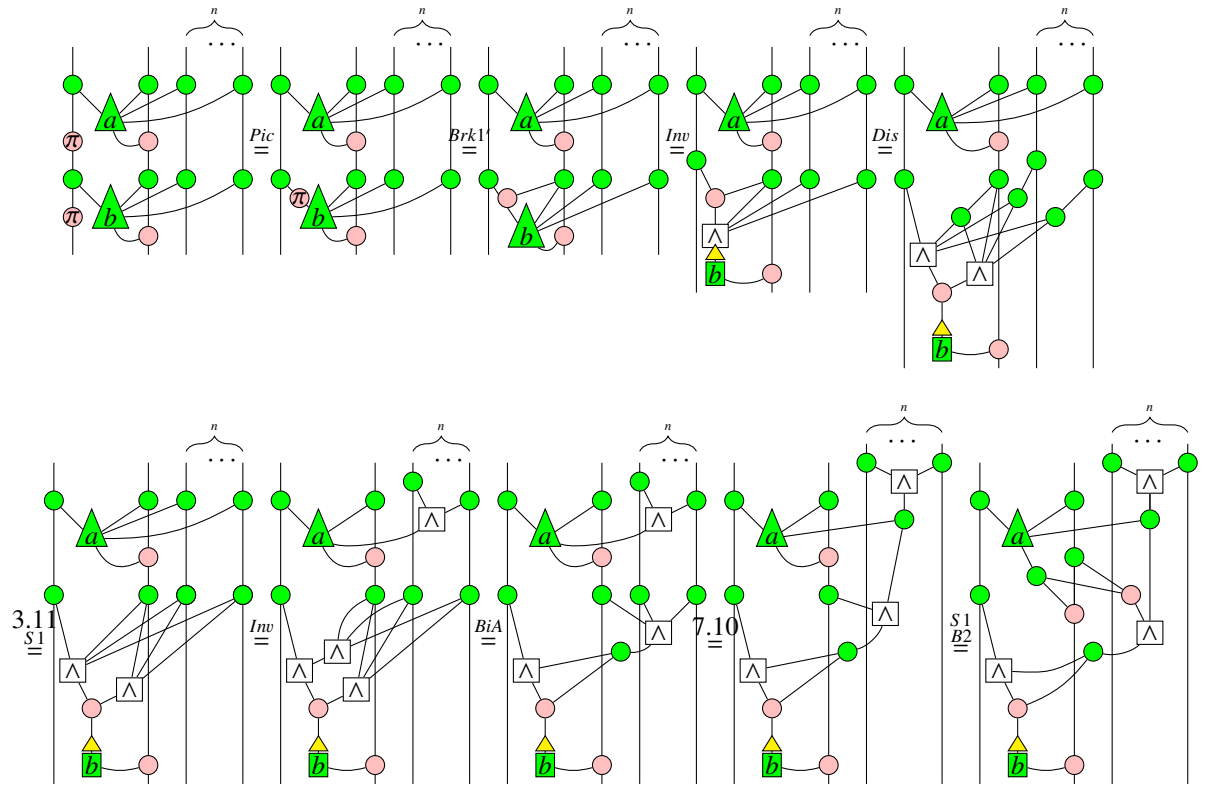 n n n n n
... ... ... ... ...
a a a a a
π Pic = Brk1' = Inv = Dis =
π b π b b ∧ ∧ ∧
b b
n n n n n
... ... ... ... ...
a a a a a
3.11 S1 = Inv = BiA = 7.10 = S1 B2 =
∧ ∧ ∧ ∧ ∧ ∧ ∧ ∧ ∧ ∧ ∧ ∧ ∧ ∧ ∧
b b b b b